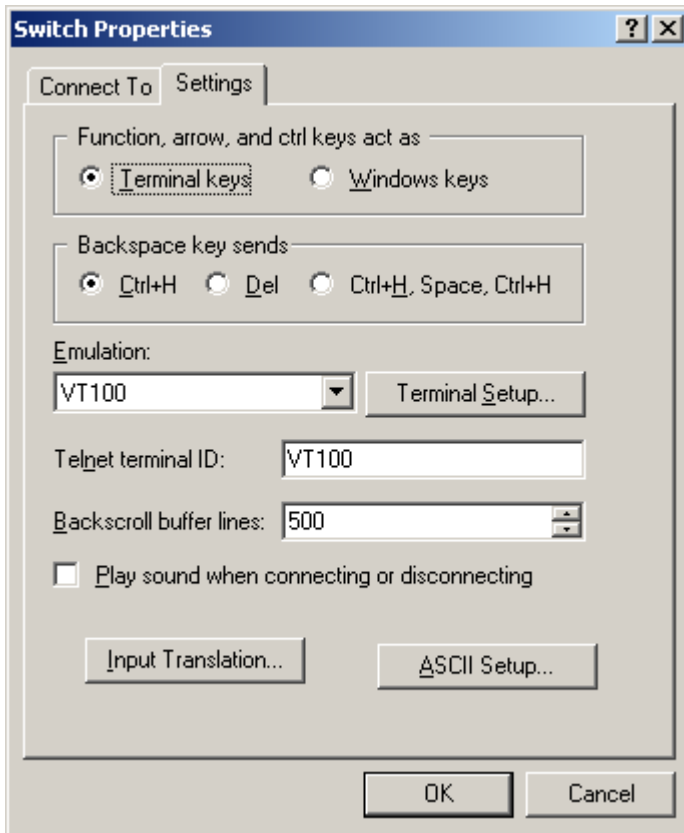 Switch Properties
Connect To Settings
Function, arrow, and ctrl keys act as
Terminal keys Windows keys
Backspace key sends
Ctrl+H Del Ctrl+H, Space, Ctrl+H
Emulation:
VT100 Terminal Setup...
Telnet terminal ID: VT100
Backscroll buffer lines: 500
Play sound when connecting or disconnecting
Input Translation... ASCII Setup...
OK Cancel